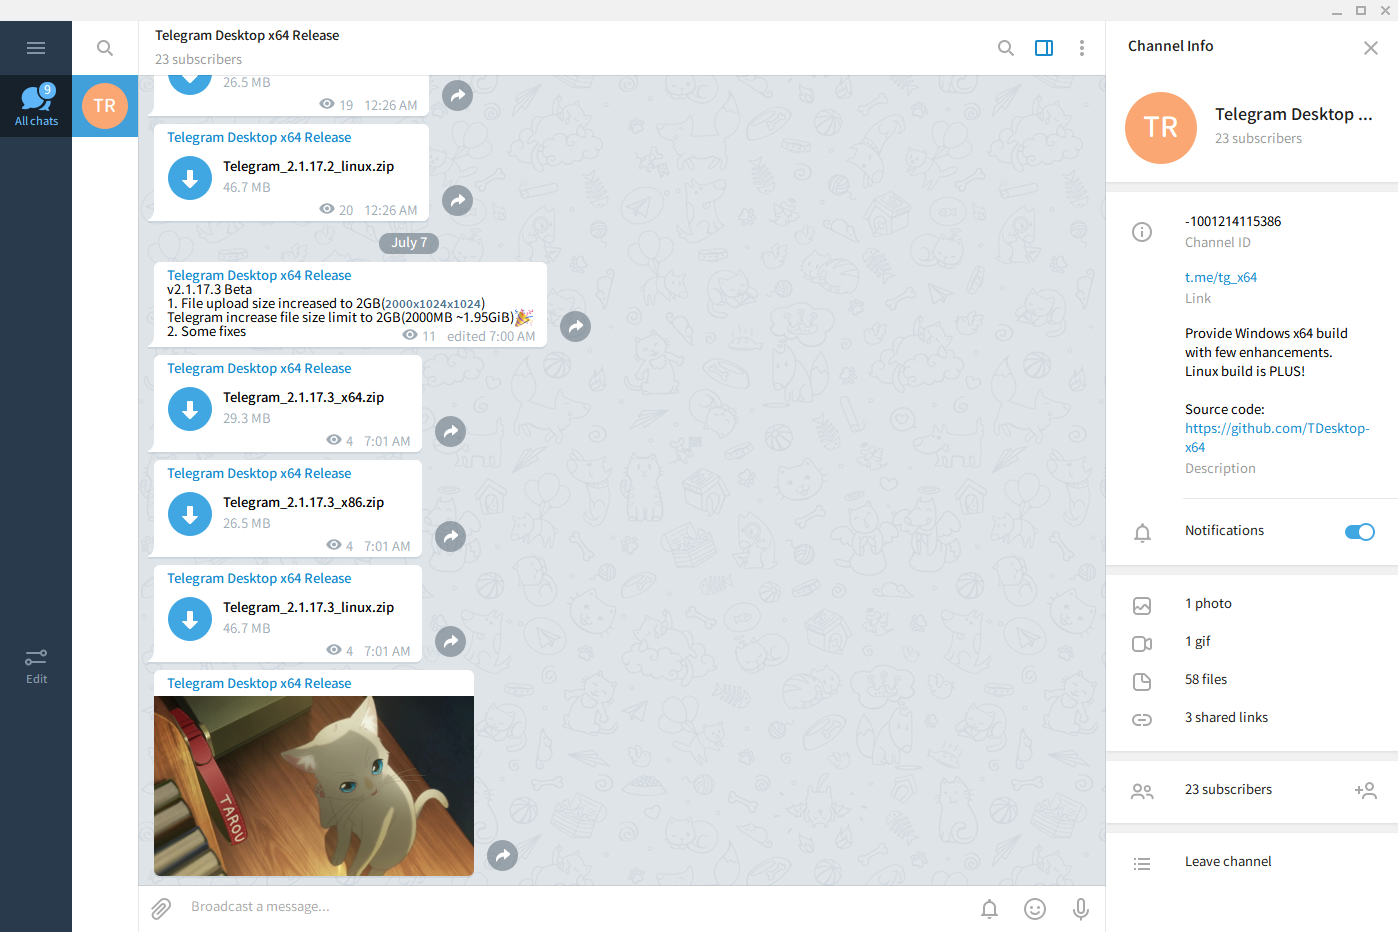 Telegram Desktop x64 Release
23 subscribers
9
All chats
TR
Edit
26.5 MB
19 12:26 AM
Telegram Desktop x64 Release
Telegram_2.1.17.2_linux.zip
46.7 MB
20 12:26 AM
July 7
Telegram Desktop x64 Release
v2.1.17.3 Beta
1. File upload size increased to 2GB(2000x1024x1024)
Telegram increase file size limit to 2GB(2000MB ~1.95GiB)🎉
2. Some fixes
11 edited 7:00 AM
Telegram Desktop x64 Release
Telegram_2.1.17.3_x64.zip
29.3 MB
4 7:01 AM
Telegram Desktop x64 Release
Telegram_2.1.17.3_x86.zip
26.5 MB
4 7:01 AM
Telegram Desktop x64 Release
Telegram_2.1.17.3_linux.zip
46.7 MB
4 7:01 AM
Telegram Desktop x64 Release
TAROU
Broadcast a message...
Channel Info
TR
Telegram Desktop ...
23 subscribers
-1001214115386
Channel ID
t.me/tg_x64
Link
Provide Windows x64 build
with few enhancements.
Linux build is PLUS!
Source code:
https://github.com/TDesktop-
x64
Description
Notifications
1 photo
1 gif
58 files
3 shared links
23 subscribers
Leave channel